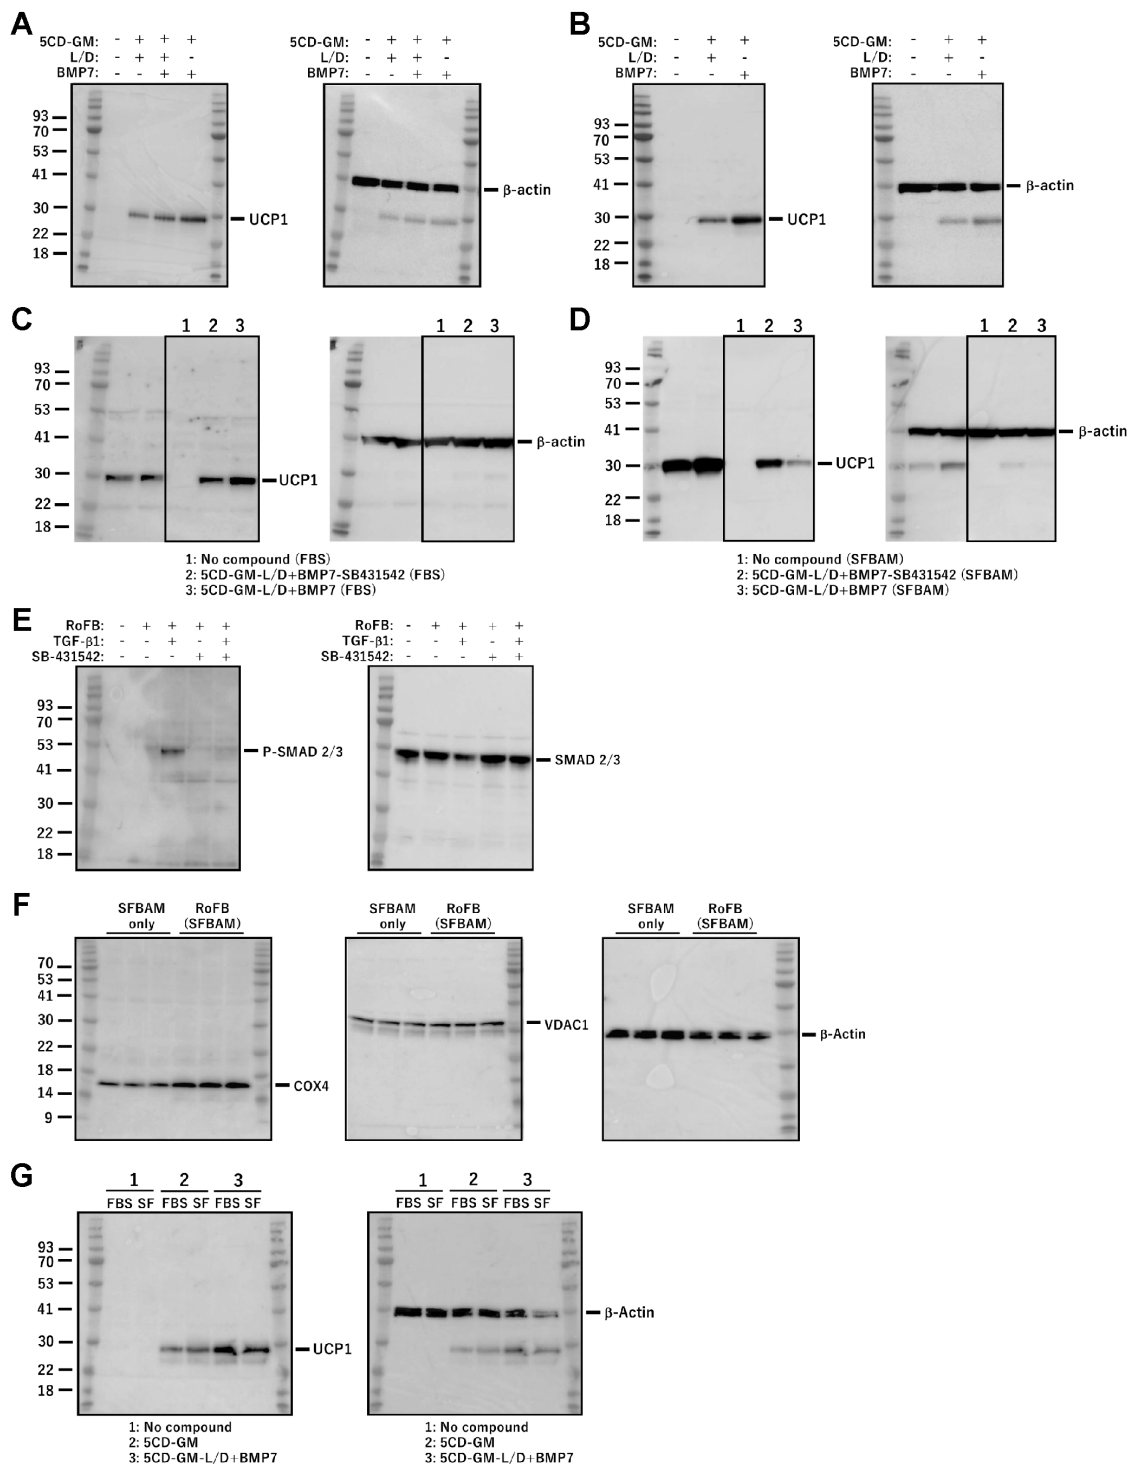 A
5CD-GM: - + + +
L/D: - + + -
BMP7: - - + +
5CD-GM: - + + +
L/D: - + + -
BMP7: - - + +
93
70
53
41
30
22
18
UCP1
β-actin
B
5CD-GM: - + +
L/D: - + -
BMP7: - - +
5CD-GM: - + +
L/D: - + -
BMP7: - - +
93
70
53
41
30
22
18
UCP1
β-actin
C
1 2 3
1 2 3
93
70
53
41
30
22
18
UCP1
β-actin
1: No compound (FBS)
2: 5CD-GM-L/D+BMP7-SB431542 (FBS)
3: 5CD-GM-L/D+BMP7 (FBS)
D
1 2 3
1 2 3
93
70
53
41
30
22
18
UCP1
β-actin
1: No compound (SFBAM)
2: 5CD-GM-L/D+BMP7-SB431542 (SFBAM)
3: 5CD-GM-L/D+BMP7 (SFBAM)
E
RoFB: - + + + +
TGF-β1: - - + - +
SB-431542: - - - + +
RoFB: - + + + +
TGF-β1: - - + - +
SB-431542: - - - + +
93
70
53
41
30
22
18
P-SMAD 2/3
SMAD 2/3
F
SFBAM only
RoFB (SFBAM)
SFBAM only
RoFB (SFBAM)
SFBAM only
RoFB (SFBAM)
70
53
41
30
22
18
14
9
COX4
VDAC1
β-Actin
G
1 2 3
FBS SF FBS SF FBS SF
1 2 3
FBS SF FBS SF FBS SF
93
70
53
41
30
22
18
UCP1
β-Actin
1: No compound
2: 5CD-GM
3: 5CD-GM-L/D+BMP7
1: No compound
2: 5CD-GM
3: 5CD-GM-L/D+BMP7